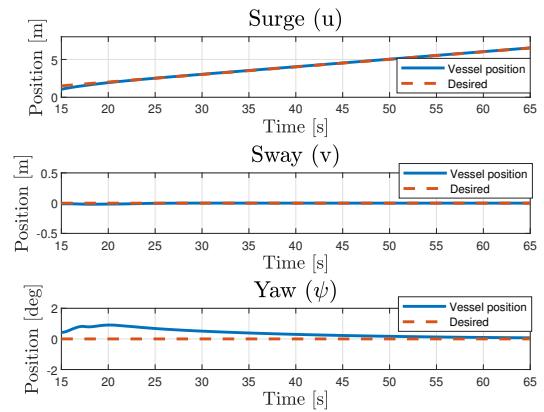 Surge (u)
Position [m]
5
0
15 20 25 30 35 40 45 50 55 60 65
Vessel position
Desired
Time [s]
Sway (v)
Position [m]
0.5
0
-0.5
15 20 25 30 35 40 45 50 55 60 65
Vessel position
Desired
Time [s]
Yaw (ψ)
Position [deg]
2
0
-2
15 20 25 30 35 40 45 50 55 60 65
Vessel position
Desired
Time [s]